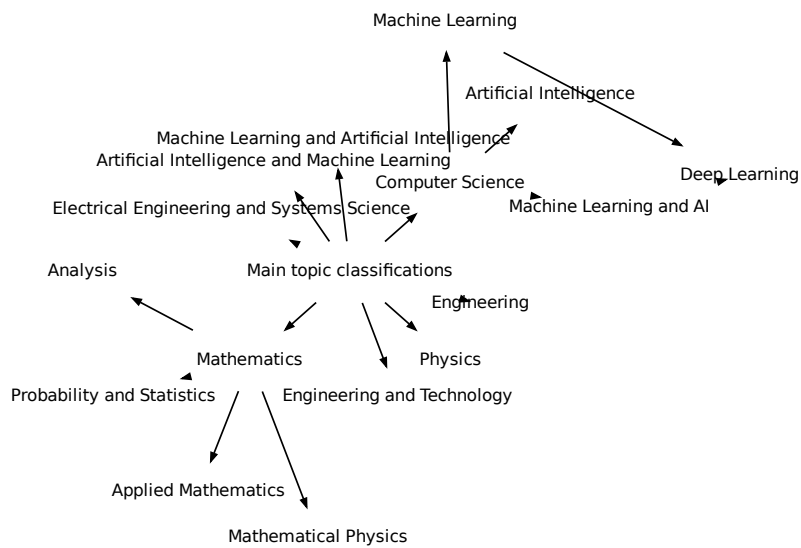 Machine Learning
Artificial Intelligence
Machine Learning and Artificial Intelligence
Artificial Intelligence and Machine Learning
Deep Learning
Computer Science
Machine Learning and AI
Electrical Engineering and Systems Science
Analysis
Main topic classifications
Engineering
Mathematics
Physics
Probability and Statistics
Engineering and Technology
Applied Mathematics
Mathematical Physics